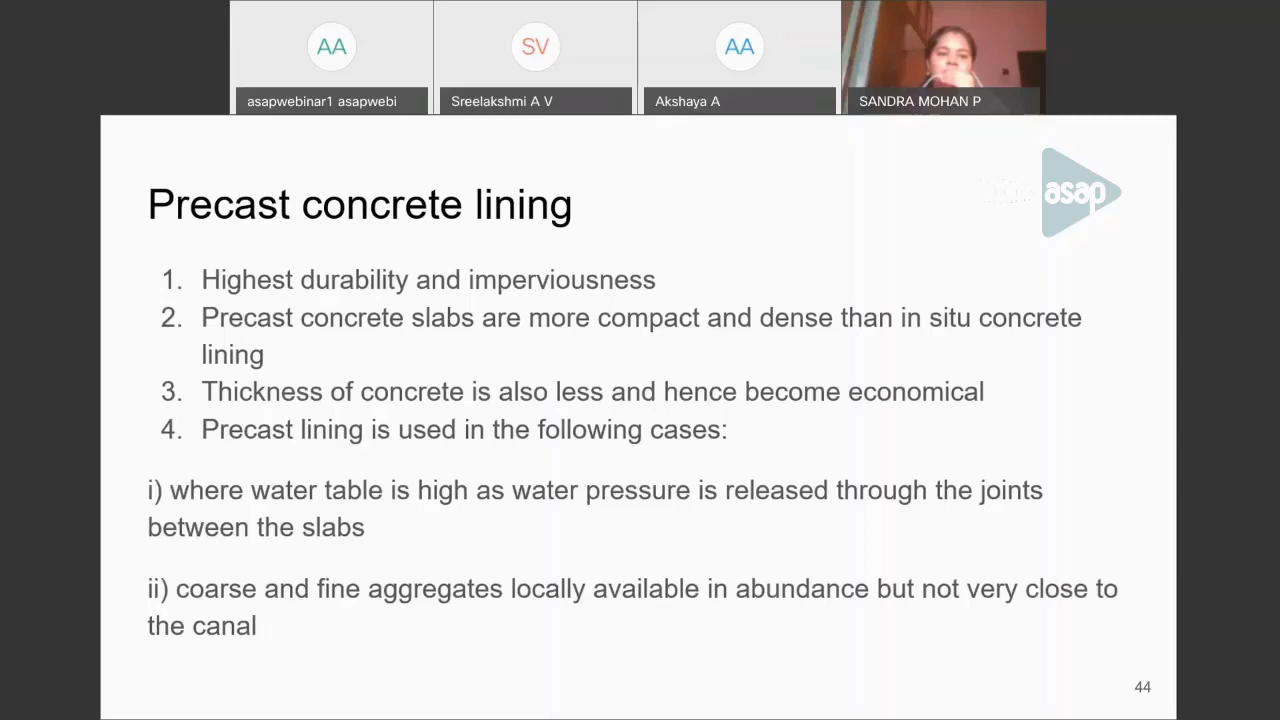 AA
SV
AA
asapwebinar1 asapwebi
Sreelakshmi A V
Akshaya A
SANDRA MOHAN P
asap
Precast concrete lining
1. Highest durability and imperviousness
2. Precast concrete slabs are more compact and dense than in situ concrete
lining
3. Thickness of concrete is also less and hence become economical
4. Precast lining is used in the following cases:
i) where water table is high as water pressure is released through the joints
between the slabs
ii) coarse and fine aggregates locally available in abundance but not very close to
the canal
44